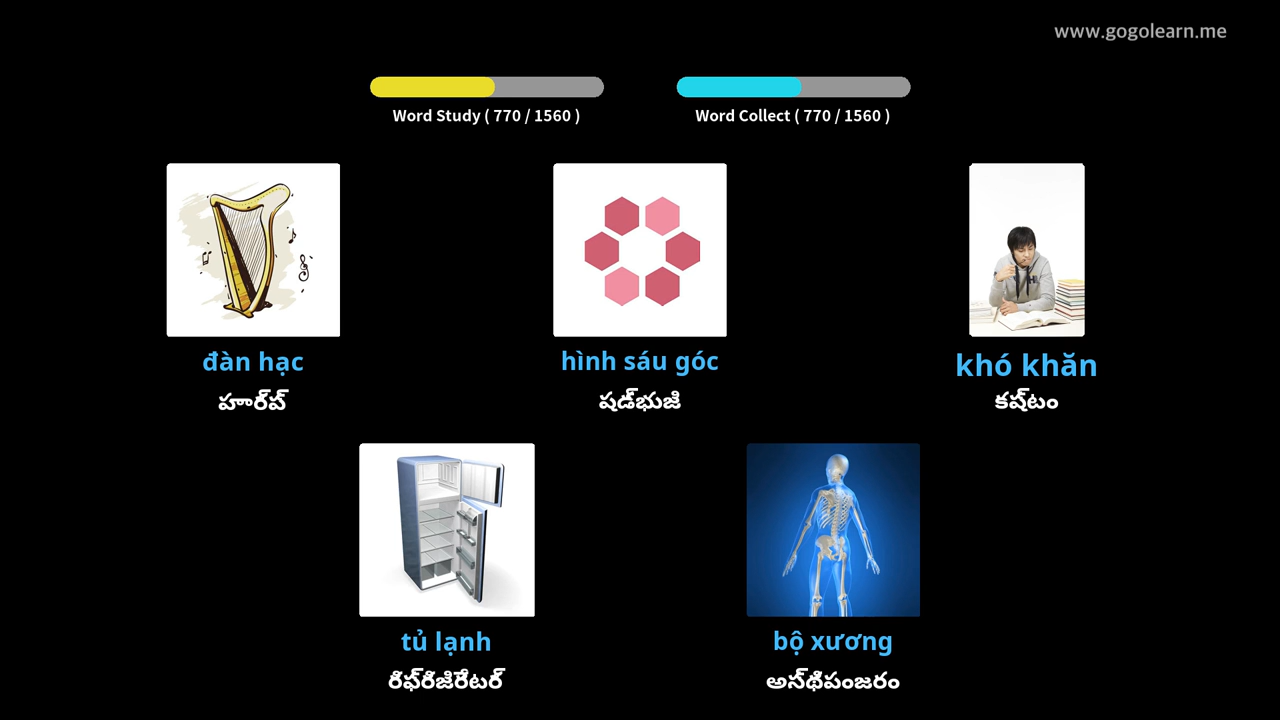 www.gogolearn.me
Word Study ( 770 / 1560 )
Word Collect ( 770 / 1560 )
đàn hạc
హార్‌వ్
hình sáu góc
షడ్‌భుజి
khó khăn
కష్‌టం
tủ lạnh
రిఫ్‌రిజిరేటర్
bộ xương
అస్‌థిపంజరం